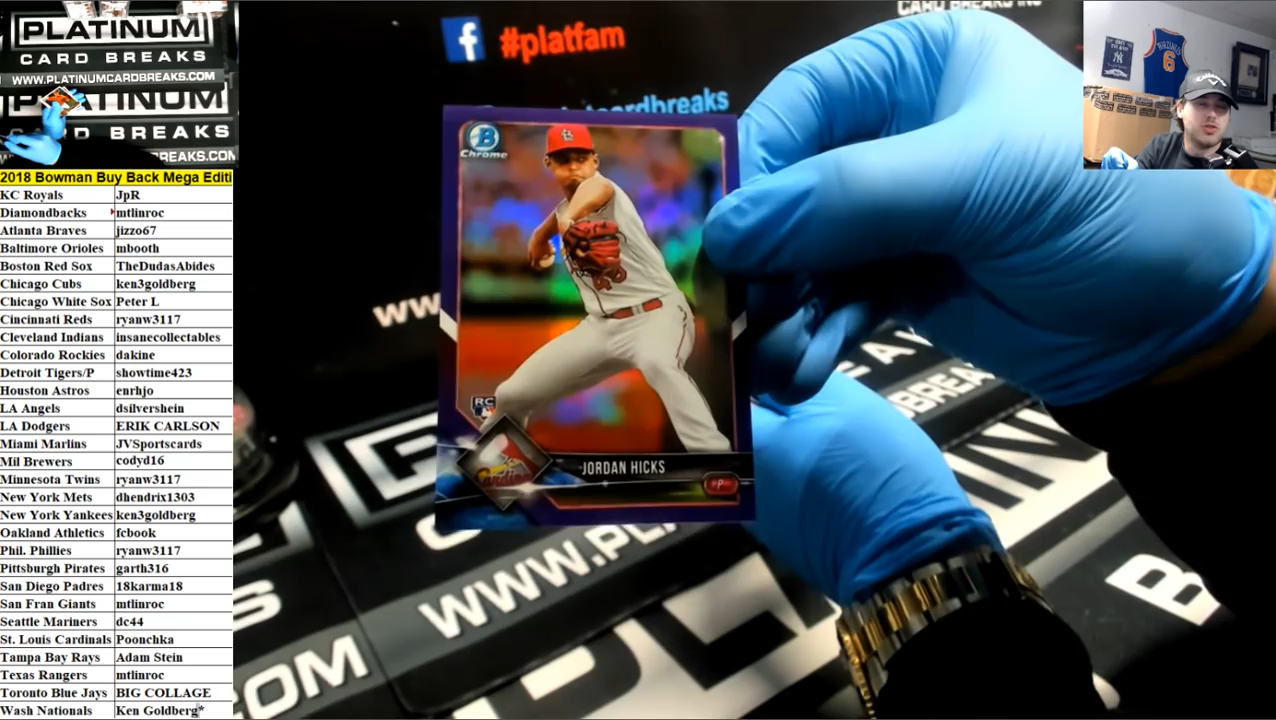 PLATINUM
CARD BREAKS
WWW.PLATINUMCARDBREAKS.COM
PLATINUM
CARD BREAKS
2018 Bowman Buy Back Mega Editi
KC Royals JpR
Diamondbacks mtlinroc
Atlanta Braves jizzo67
Baltimore Orioles mbooth
Boston Red Sox TheDudasAbides
Chicago Cubs ken3goldberg
Chicago White Sox Peter L
Cincinnati Reds ryanw3117
Cleveland Indians insanecollectables
Colorado Rockies dakine
Detroit Tigers/P showtime423
Houston Astros enrhjo
LA Angels dsilvershein
LA Dodgers ERIK CARLSON
Miami Marlins JVSportscards
Mil Brewers codyd16
Minnesota Twins ryanw3117
New York Mets dhendrix1303
New York Yankees ken3goldberg
Oakland Athletics fcbook
Phil. Phillies ryanw3117
Pittsburgh Pirates garth316
San Diego Padres 18karma18
San Fran Giants mtlinroc
Seattle Mariners dc44
St. Louis Cardinals Poonchka
Tampa Bay Rays Adam Stein
Texas Rangers mtlinroc
Toronto Blue Jays BIG COLLAGE
Wash Nationals Ken Goldberg*
CARD BREAKS INC
f #platfam
cardbreaks
B
Chrome
RC
Cardinals
JORDAN HICKS
P
WWW.PL
.COM
6